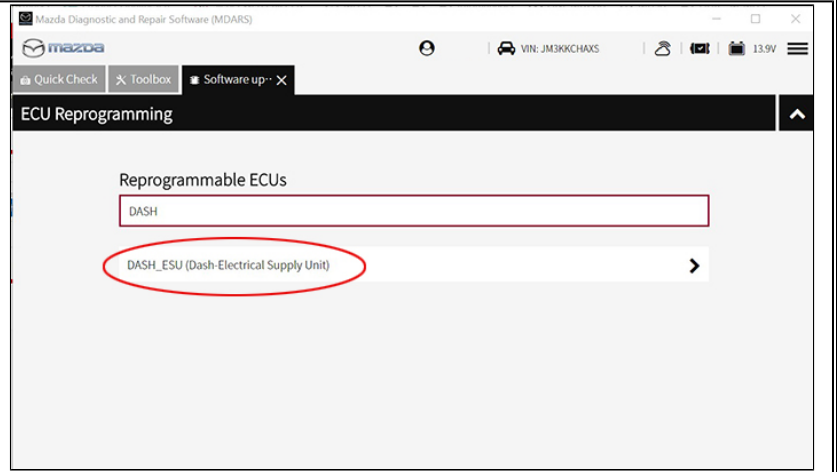 Mazda Diagnostic and Repair Software (MDARS)
mazda VIN: JM3KKCHAXS 13.9V
Quick Check Toolbox Software up··
ECU Reprogramming
Reprogrammable ECUs
DASH
DASH_ESU (Dash-Electrical Supply Unit)